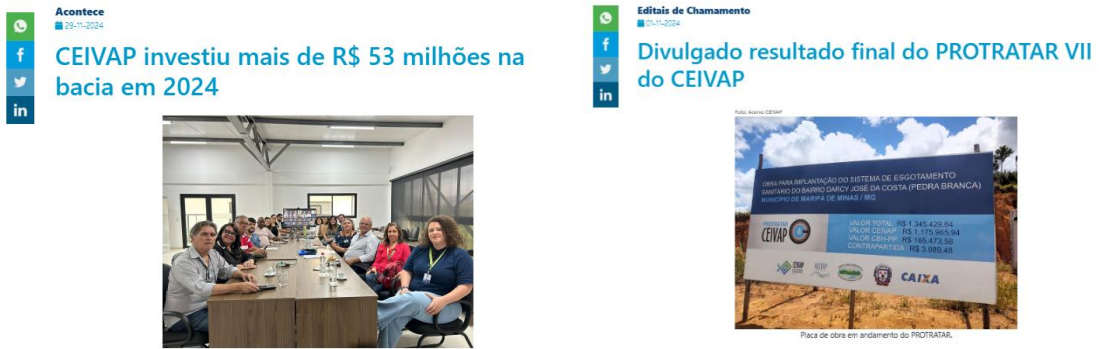 Acontece
29-11-2024
CEIVAP investiu mais de R$ 53 milhões na
bacia em 2024
Editais de Chamamento
01-11-2024
Divulgado resultado final do PROTRATAR VII
do CEIVAP
Foto: Acervo CEIVAP
OBRA PARA IMPLANTAÇÃO DO SISTEMA DE ESGOTAMENTO
SANITÁRIO DO BAIRRO DARCY JOSÉ DA COSTA (PEDRA BRANCA)
MUNICÍPIO DE MARIPÁ DE MINAS / MG
PROTRATAR
CEIVAP
VALOR TOTAL: R$ 1.345.429,64
VALOR CEIVAP: R$ 1.175.965,94
VALOR CBH-PP: R$ 165.473,58
CONTRAPARTIDA: R$ 3.989,48
CEIVAP
AGEVAP
CAIXA
Placa de obra em andamento do PROTRATAR.